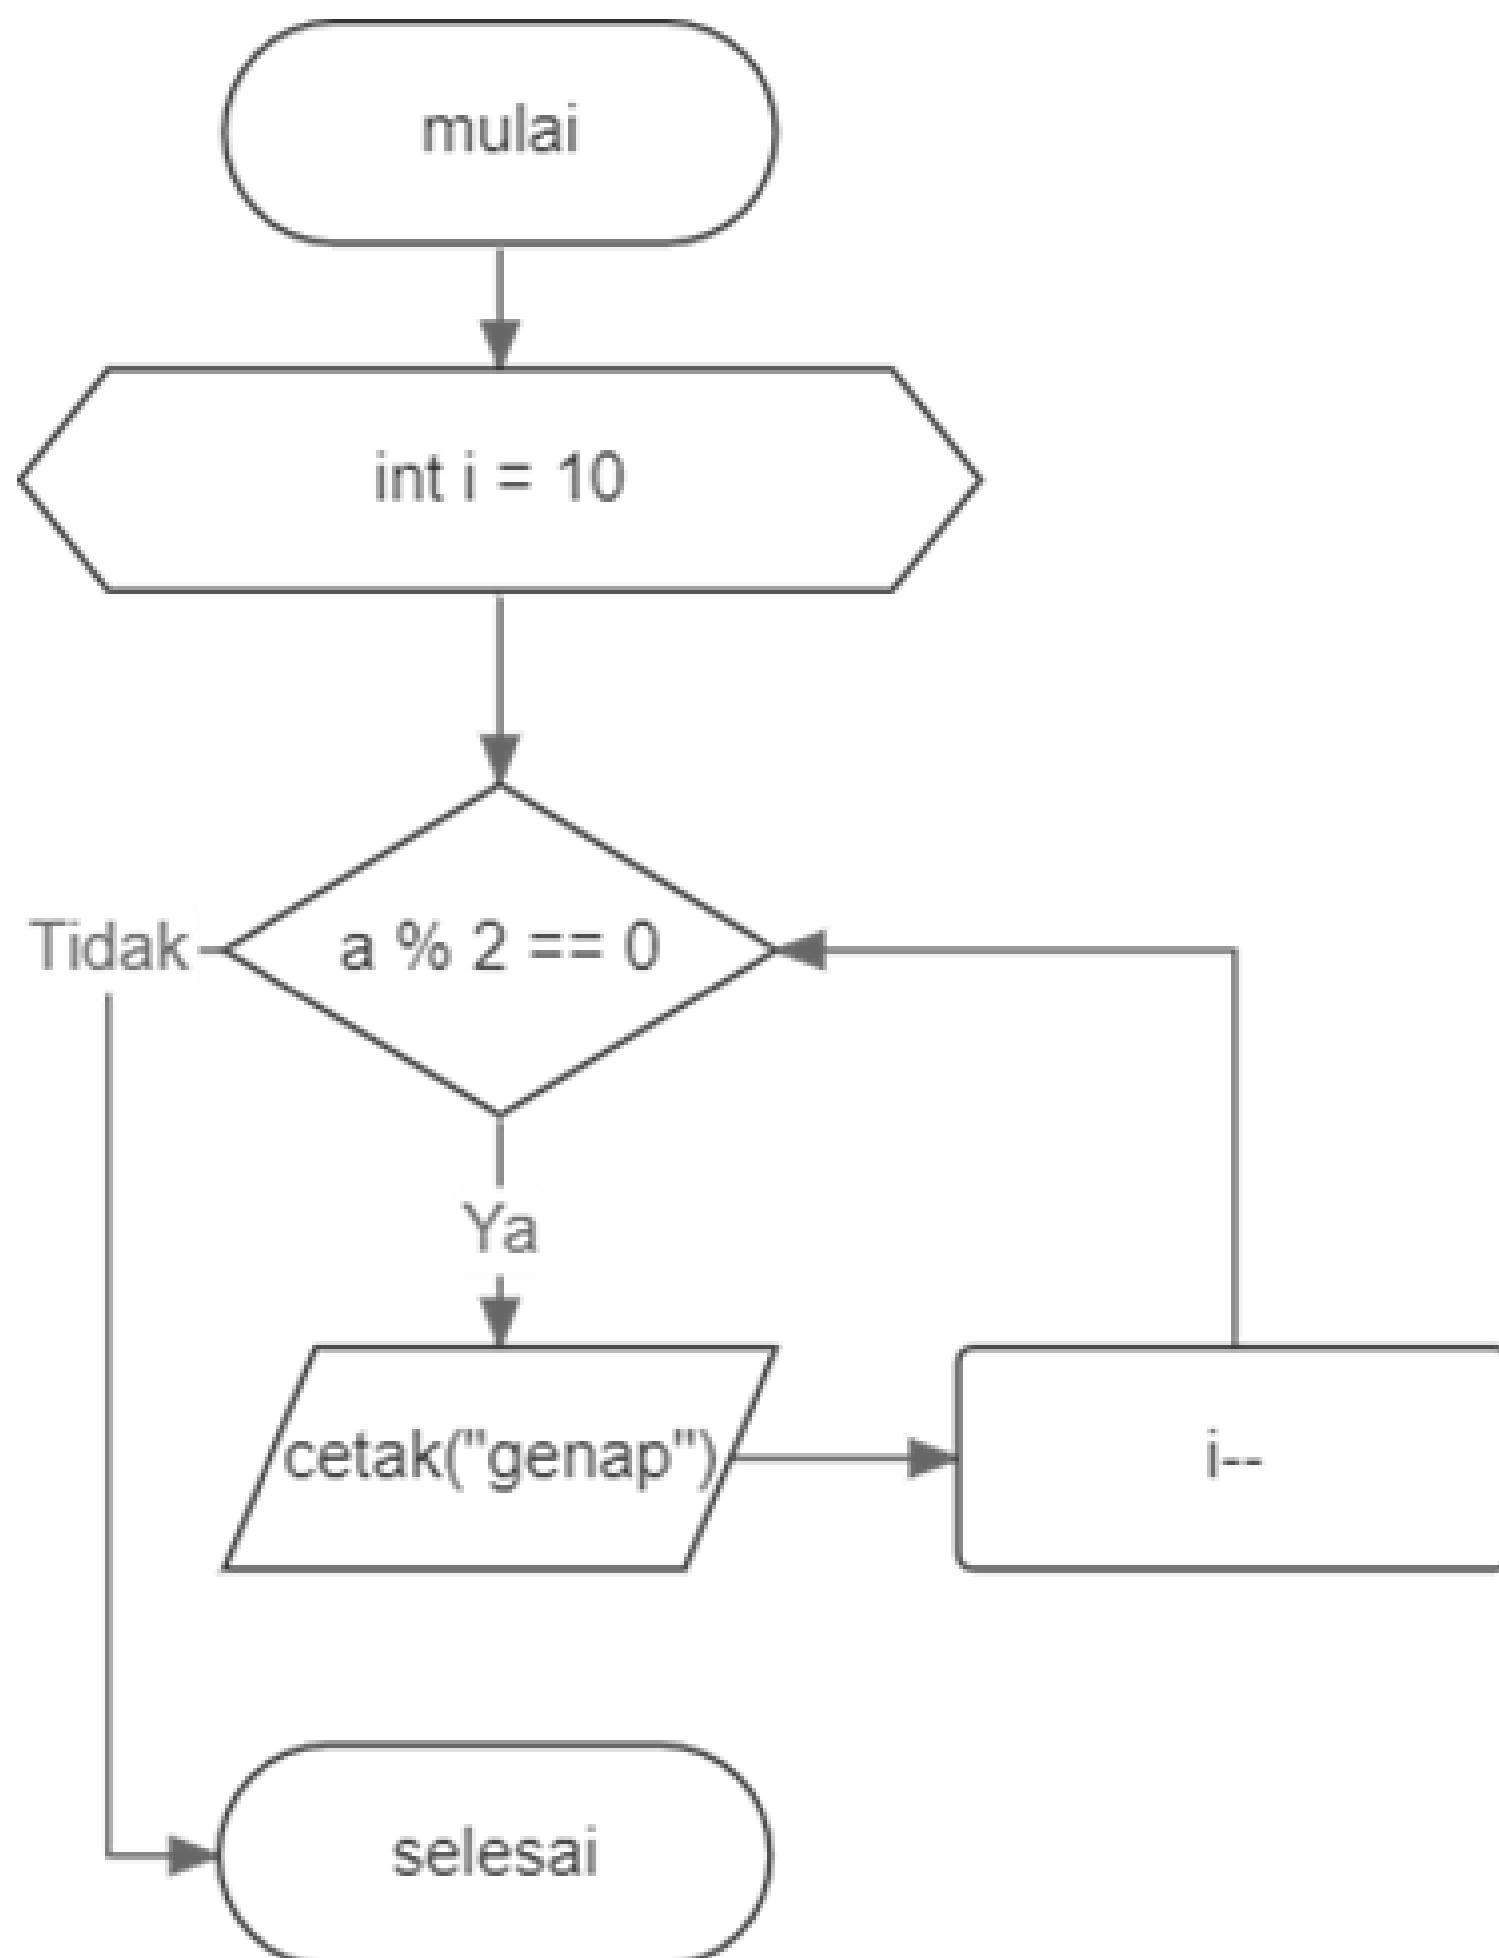 mulai
int i = 10
a % 2 == 0
Tidak
Ya
cetak("genap")
i--
selesai